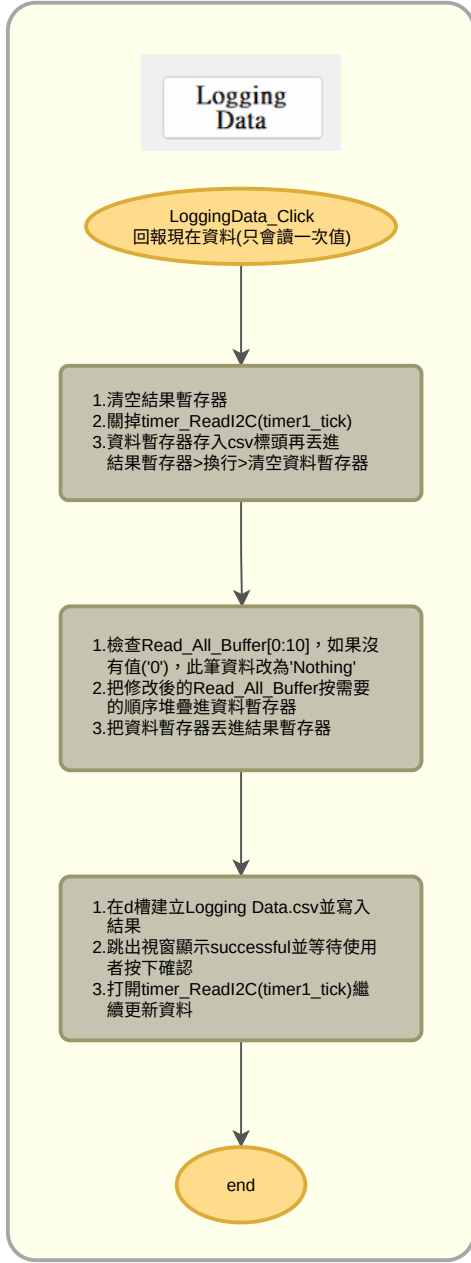 Logging
Data
LoggingData_Click
回報現在資料(只會讀一次值)
1.清空結果暫存器
2.關掉timer_ReadI2C(timer1_tick)
3.資料暫存器存入csv標頭再丟進
結果暫存器>換行>清空資料暫存器
1.檢查Read_All_Buffer[0:10]，如果沒
有值('0')，此筆資料改為'Nothing'
2.把修改後的Read_All_Buffer按需要
的順序堆疊進資料暫存器
3.把資料暫存器丟進結果暫存器
1.在d槽建立Logging Data.csv並寫入
結果
2.跳出視窗顯示successful並等待使用
者按下確認
3.打開timer_ReadI2C(timer1_tick)繼
續更新資料
end